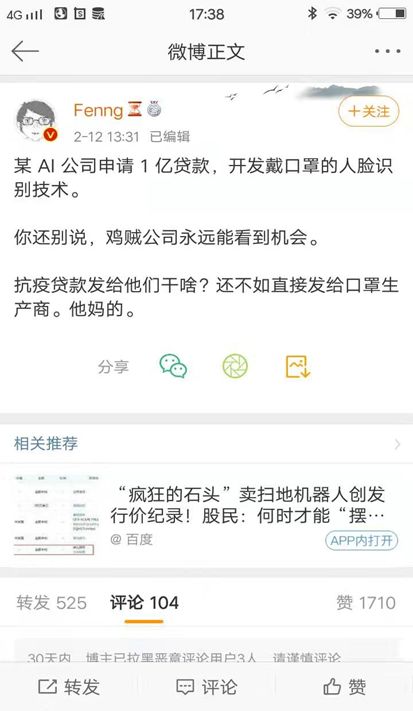 4G 17:38 39%
微博正文
Fenng
2-12 13:31 已编辑
+关注
某 AI 公司申请 1 亿贷款，开发戴口罩的人脸识
别技术。
你还别说，鸡贼公司永远能看到机会。
抗疫贷款发给他们干啥？还不如直接发给口罩生
产商。他妈的。
分享
相关推荐
“疯狂的石头”卖扫地机器人创发
行价纪录！股民：何时才能“摆…
@ 百度
APP内打开
转发 525 评论 104 赞 1710
30天内，博主已拉黑恶意评论用户3人，请谨慎评论
转发 评论 赞